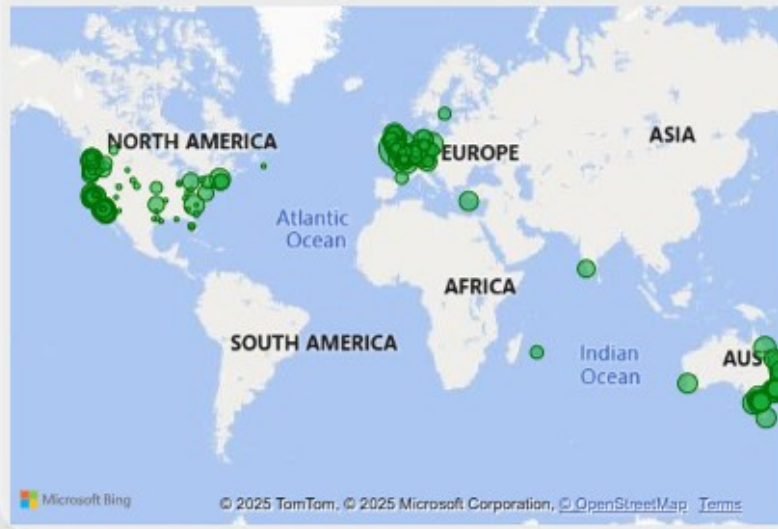 NORTH AMERICA
EUROPE
ASIA
Atlantic
Ocean
AFRICA
SOUTH AMERICA
Indian
Ocean
AUS
Microsoft Bing
© 2025 TomTom, © 2025 Microsoft Corporation, © OpenStreetMap Terms